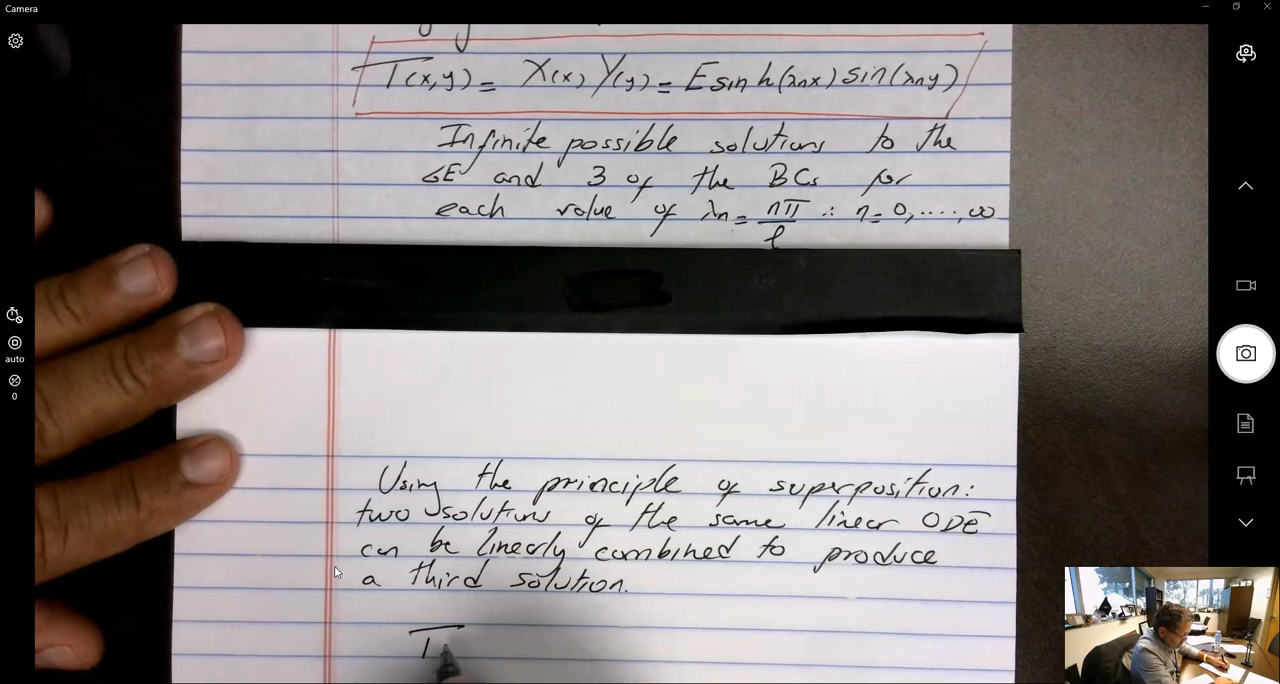 Camera
T(x,y) = X(x) Y(y) = E sinh(λnx) sin(λny)
Infinite possible solutions to the
GE and 3 of the BCs for
each value of λn = nπ/l ∴ n = 0, ...., ∞
auto
0
Using the principle of superposition:
two solutions of the same linear ODE
can be linearly combined to produce
a third solution.
T